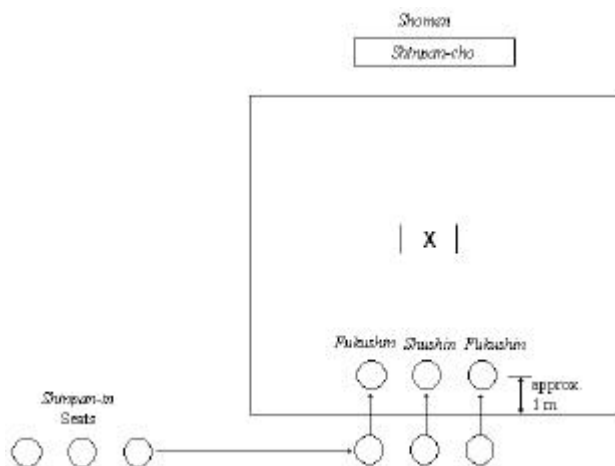 Shomen
Shinpan-cho
X
Fukushin Shushin Fukushin
approx.
1 m
Shinpan-in
Seats